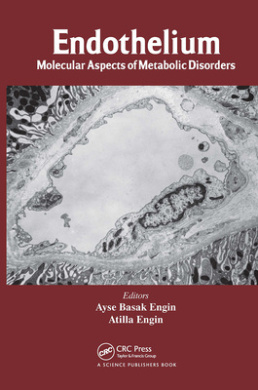 Endothelium
Molecular Aspects of Metabolic Disorders
Editors
Ayse Basak Engin
Atilla Engin
CRC
CRC Press
Taylor & Francis Group
A SCIENCE PUBLISHERS BOOK